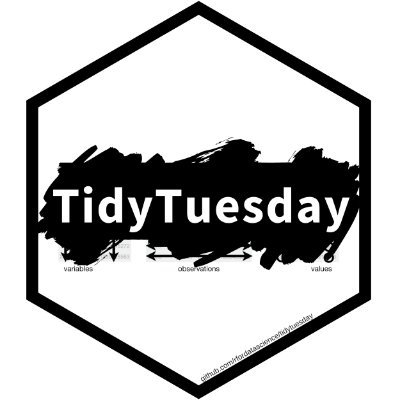 TidyTuesday
variables observations values
github.com/rfordatascience/tidytuesday